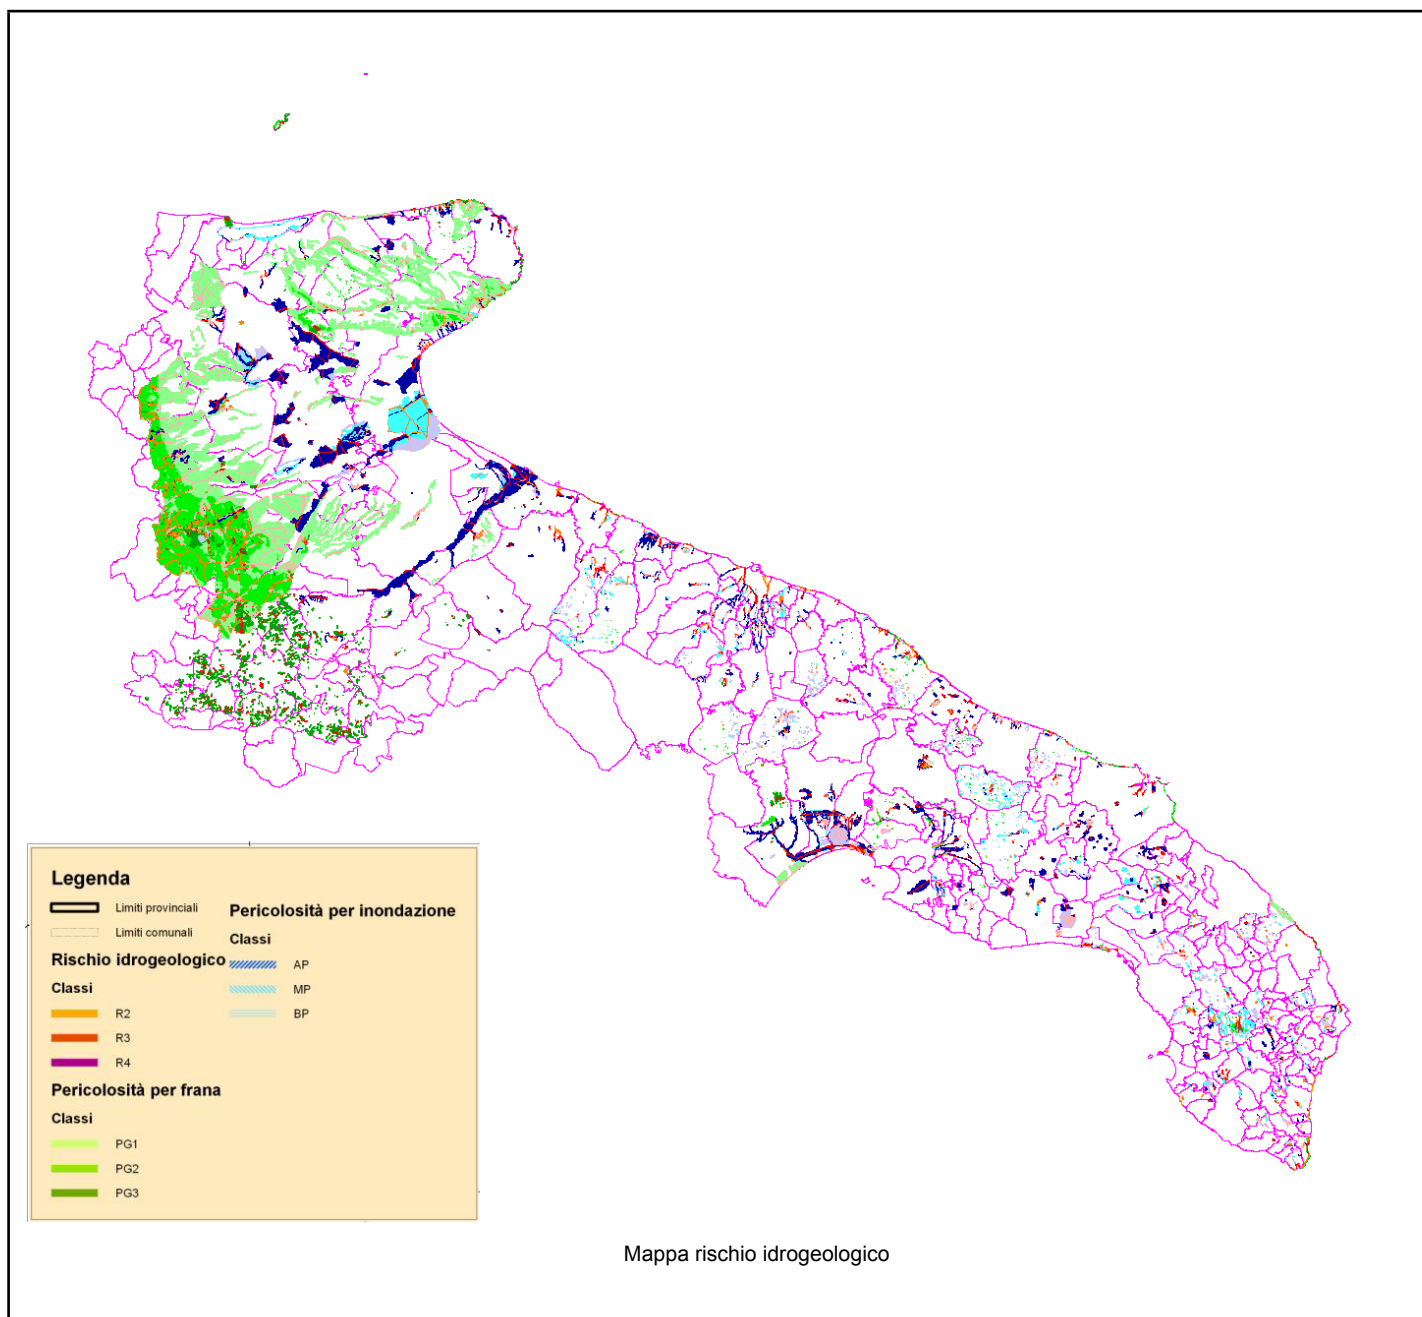 Legenda
Limiti provinciali
Limiti comunali
Rischio idrogeologico
Classi
R2
R3
R4
Pericolosità per frana
Classi
PG1
PG2
PG3
Pericolosità per inondazione
Classi
AP
MP
BP
Mappa rischio idrogeologico